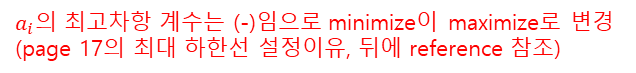 aᵢ의 최고차항 계수는 (-)임으로 minimize이 maximize로 변경
(page 17의 최대 하한선 설정이유, 뒤에 reference 참조)